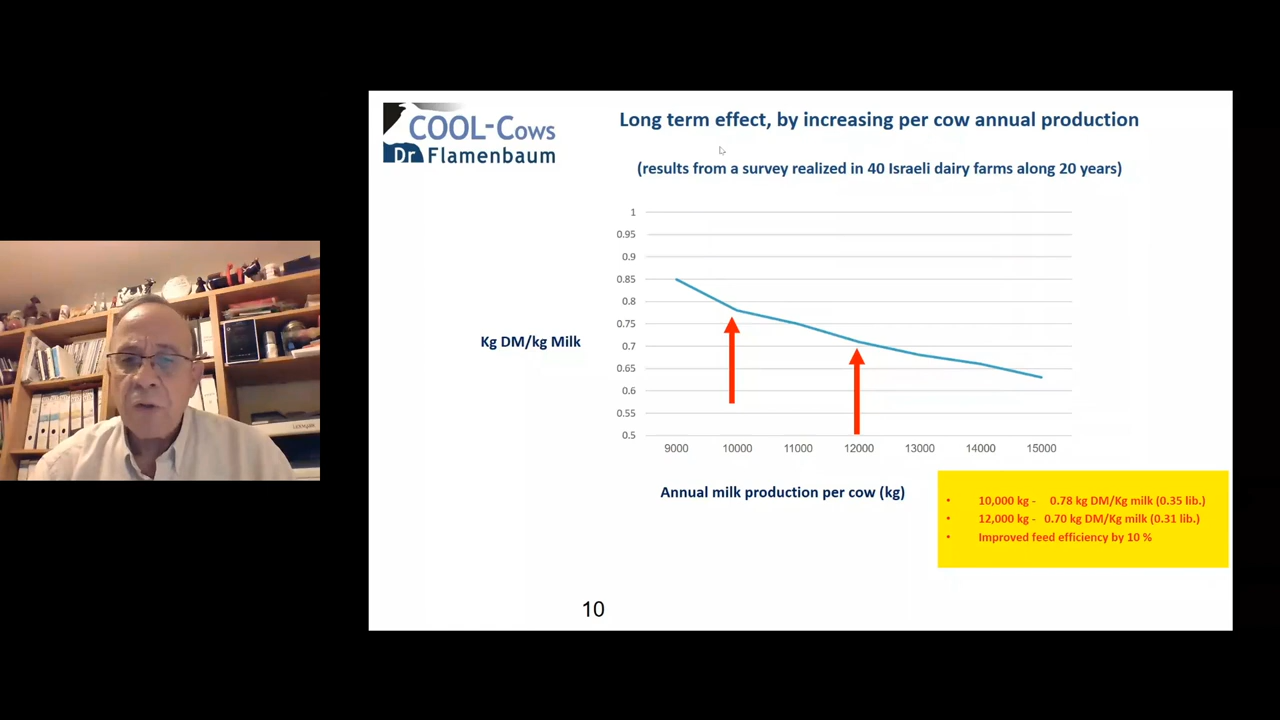 COOL-Cows
Dr Flamenbaum
Long term effect, by increasing per cow annual production
(results from a survey realized in 40 Israeli dairy farms along 20 years)
Kg DM/kg Milk
1
0.95
0.9
0.85
0.8
0.75
0.7
0.65
0.6
0.55
0.5
9000 10000 11000 12000 13000 14000 15000
Annual milk production per cow (kg)
• 10,000 kg - 0.78 kg DM/Kg milk (0.35 lib.)
• 12,000 kg - 0.70 kg DM/Kg milk (0.31 lib.)
• Improved feed efficiency by 10 %
10
LEXMARK